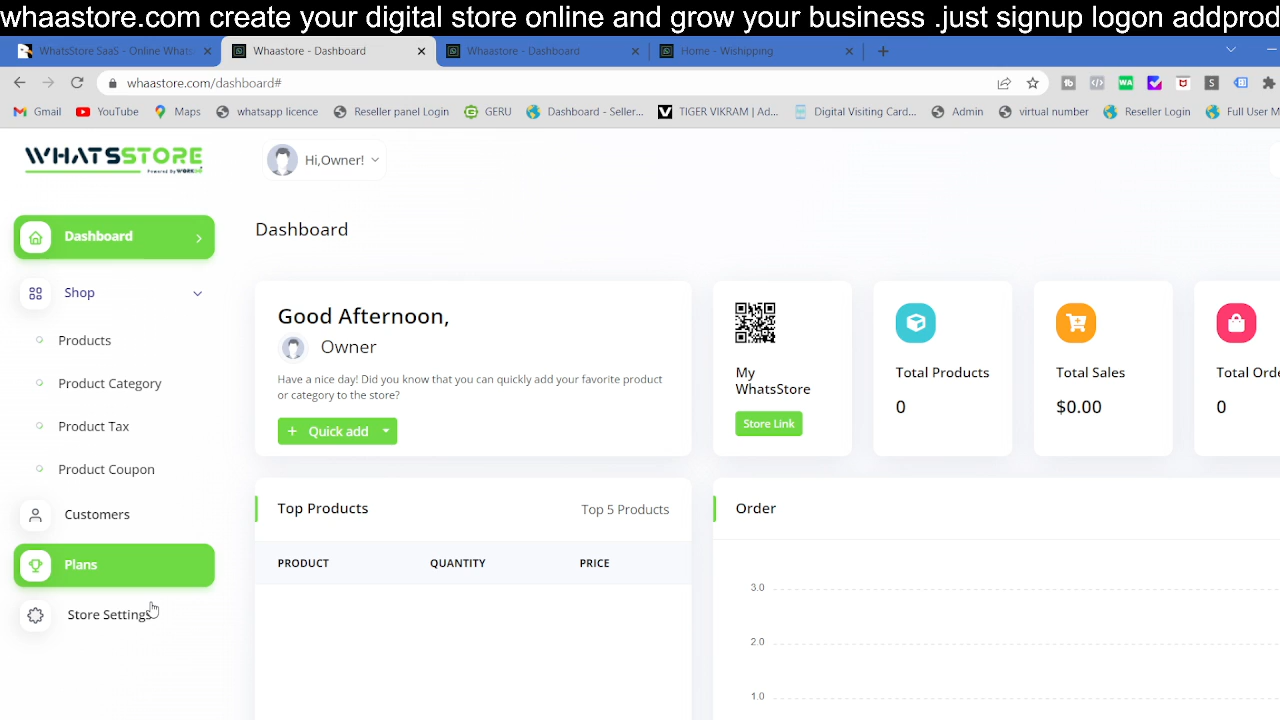 whaastore.com create your digital store online and grow your business .just signup logon addprod
WhatsStore SaaS - Online Whats
Whaastore - Dashboard
Whaastore - Dashboard
Home - Wishipping
whaastore.com/dashboard#
Gmail
YouTube
Maps
whatsapp licence
Reseller panel Login
GERU
Dashboard - Seller...
TIGER VIKRAM | Ad...
Digital Visiting Card...
Admin
virtual number
Reseller Login
Full User M
WHATSSTORE
Hi,Owner!
Dashboard
Dashboard
Shop
Products
Product Category
Product Tax
Product Coupon
Customers
Plans
Store Settings
Good Afternoon,
Owner
Have a nice day! Did you know that you can quickly add your favorite product
or category to the store?
+ Quick add
My
WhatsStore
Store Link
Total Products
0
Total Sales
$0.00
Total Orde
0
Top Products
Top 5 Products
PRODUCT QUANTITY PRICE
Order
3.0
2.0
1.0